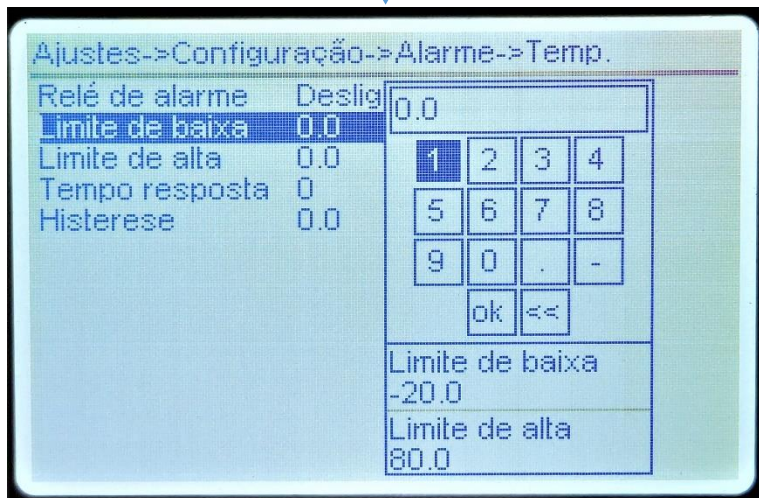 Ajustes->Configuração->Alarme->Temp.
Relé de alarme Deslig
Limite de baixa 0.0
Limite de alta 0.0
Tempo resposta 0
Histerese 0.0
0.0
1 2 3 4
5 6 7 8
9 0 . -
ok <<
Limite de baixa
-20.0
Limite de alta
80.0